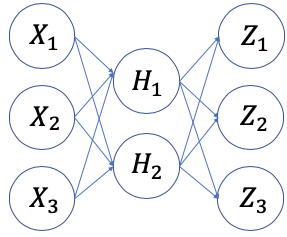 X₁
H₁
Z₁
X₂
H₂
Z₂
X₃
Z₃